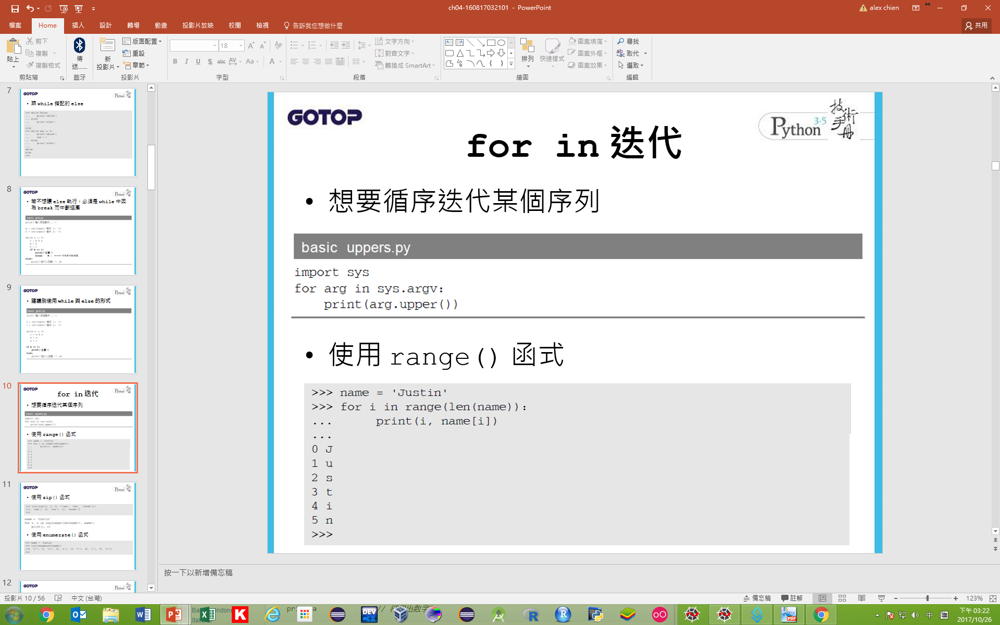 ch04-160817032101 - PowerPoint
alex chien
檔案
Home
插入
設計
轉場
動畫
投影片放映
校閱
檢視
告訴我您想做什麼
共用
貼上
剪下
複製
複製格式
剪貼簿
傳
送......
藍牙
新
投影片
版面配置
重設
章節
投影片
18
字型
文字方向
對齊文字
轉換成 SmartArt
段落
排列
快速樣式
圖案填滿
圖案外框
圖案效果
繪圖
尋找
取代
選取
編輯
7
GOTOP
• 跟 while 搭配的 else
8
GOTOP
• 若不想讓 else 執行，必須是 while 中因
為 break 而中斷迴圈
9
GOTOP
• 建議別使用 while 與 else 的形式
10
GOTOP
for in 迭代
• 想要循序迭代某個序列
• 使用 range() 函式
11
GOTOP
• 使用 zip() 函式
name = 'Justin'
for i, c in zip(range(len(name)), name):
print(i, c)
• 使用 enumerate() 函式
12
GOTOP
GOTOP
Python 3.5 技術手冊
for in 迭代
• 想要循序迭代某個序列
basic uppers.py
import sys
for arg in sys.argv:
print(arg.upper())
• 使用 range() 函式
>>> name = 'Justin'
>>> for i in range(len(name)):
... print(i, name[i])
...
0 J
1 u
2 s
3 t
4 i
5 n
>>>
按一下以新增備忘稿
投影片 10 / 56
中文 (台灣)
備忘稿
註解
123%
下午 03:22
2017/10/26